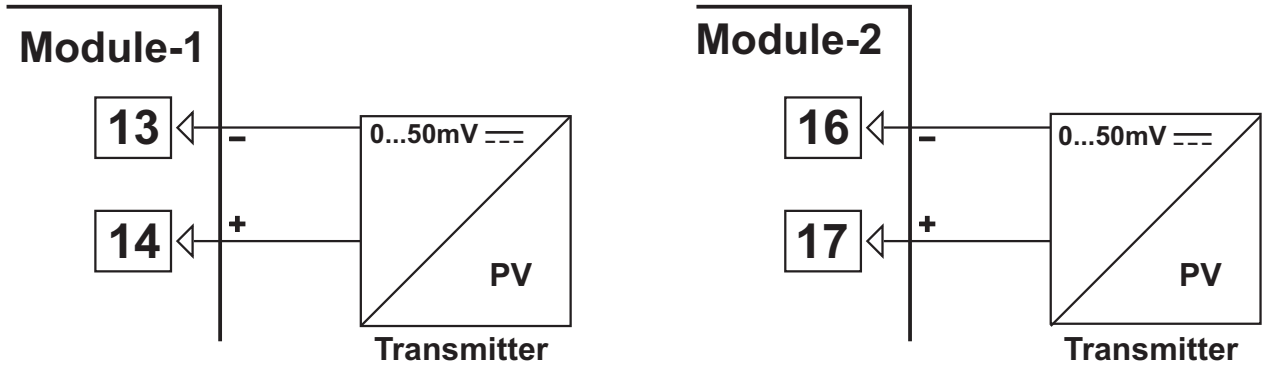 Module-1
13
-
0...50mV
14
+
PV
Transmitter
Module-2
16
-
0...50mV
17
+
PV
Transmitter